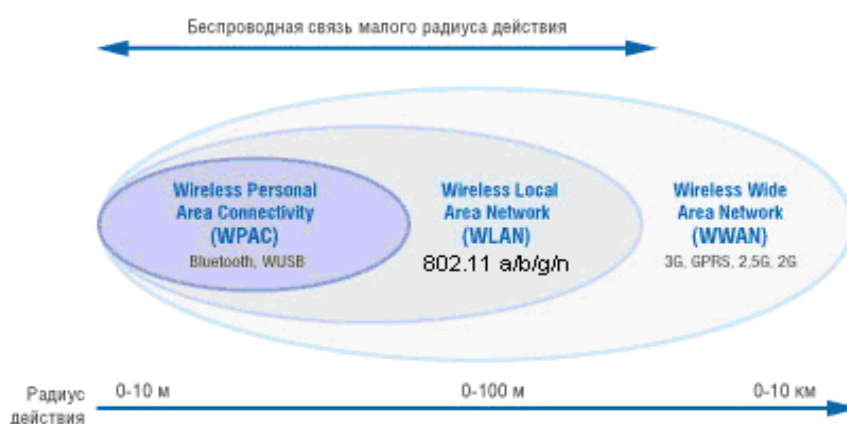 Беспроводная связь малого радиуса действия
Wireless Personal
Area Connectivity
(WPAC)
Bluetooth, WUSB
Wireless Local
Area Network
(WLAN)
802.11 a/b/g/n
Wireless Wide
Area Network
(WWAN)
3G, GPRS, 2,5G, 2G
Радиус
действия
0-10 м
0-100 м
0-10 км